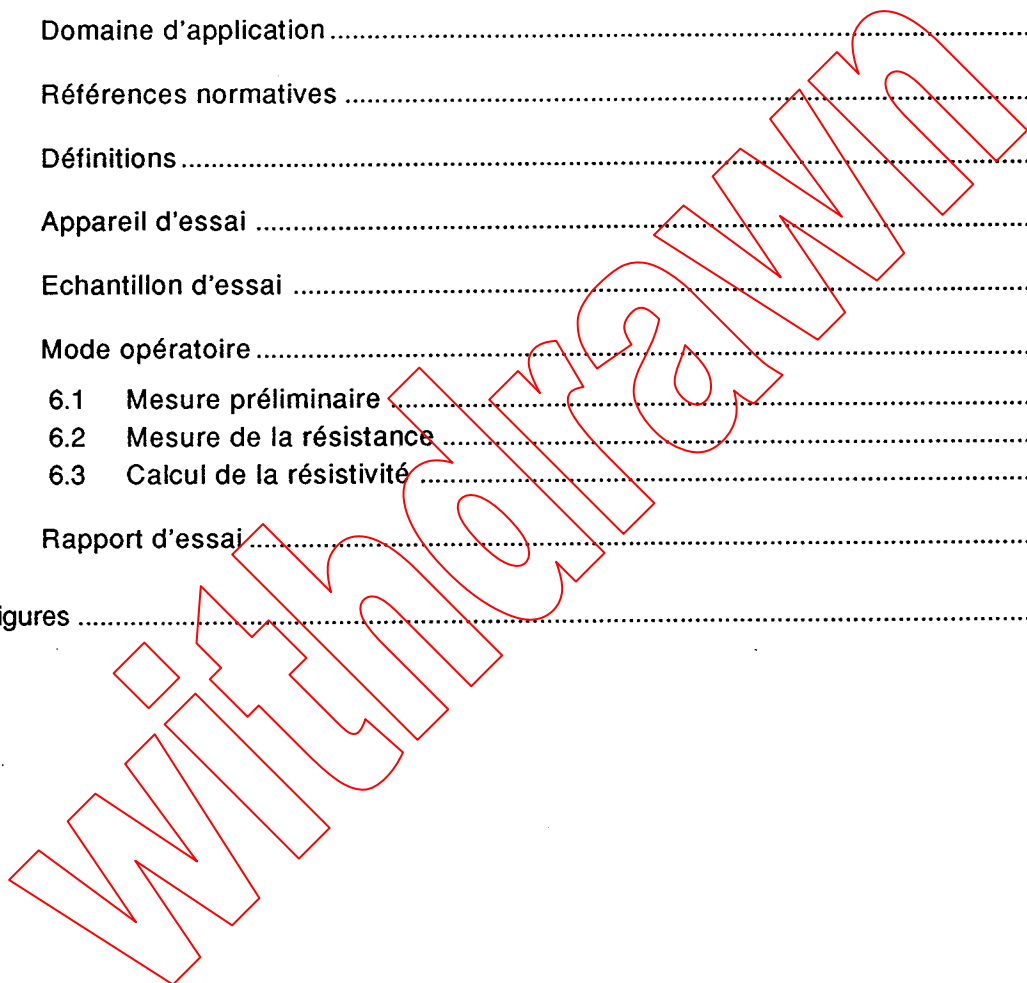 Domaine d'application
Références normatives
Définitions
Appareil d'essai
Echantillon d'essai
Mode opératoire
6.1 Mesure préliminaire
6.2 Mesure de la résistance
6.3 Calcul de la résistivité
Rapport d'essai
igures
withdrawn